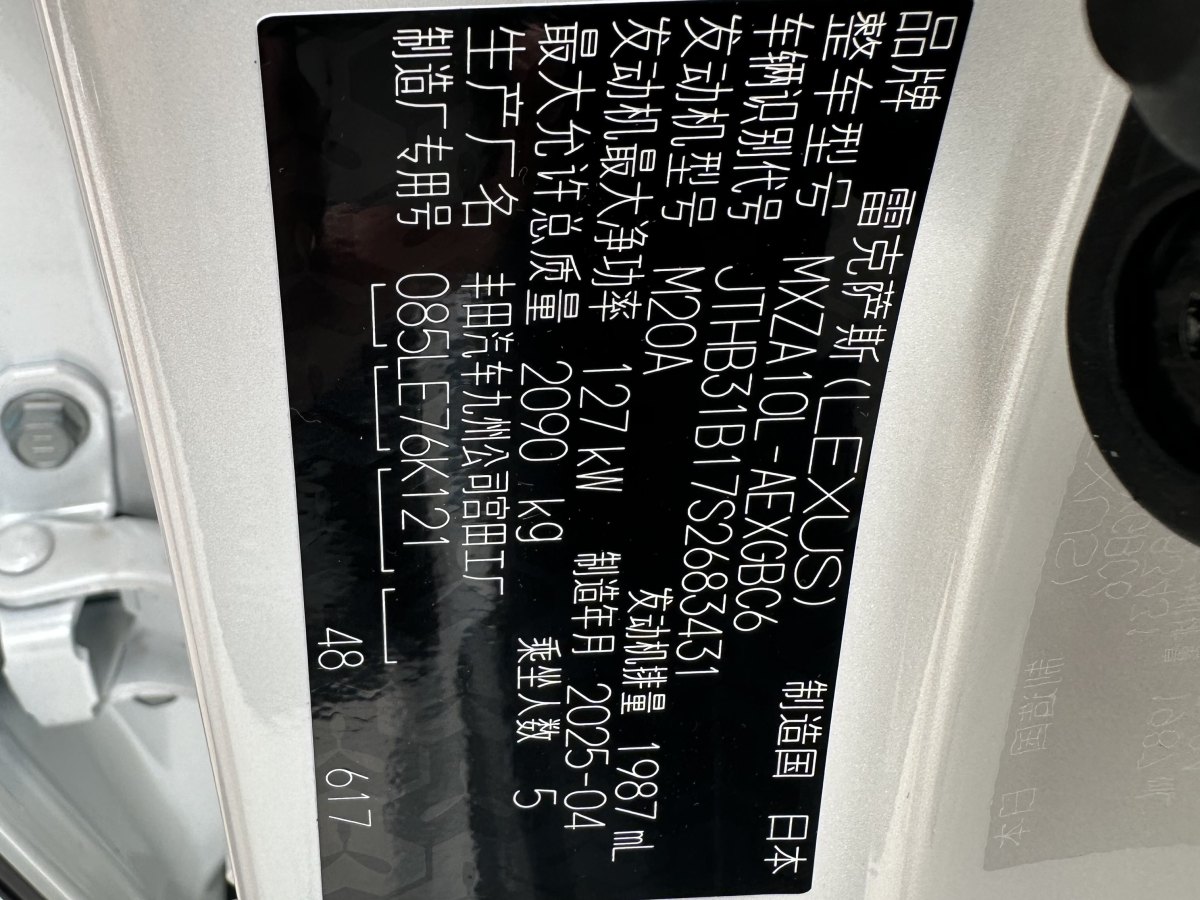 品牌 雷克萨斯(LEXUS) 制造国 日本
整车型号 MXZA10L-AEXGBC6
车辆识别代号 JTHB31B17S2683431
发动机型号 M20A 发动机排量 1987 mL
发动机最大净功率 127 kW 制造年月 2025-04
最大允许总质量 2090 kg 乘坐人数 5
生产厂名 丰田汽车九州公司宫田工厂
制造厂专用号 085LE76K121
48 617